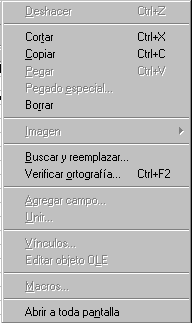 Deshacer Ctrl+Z
Cortar Ctrl+X
Copiar Ctrl+C
Pegar Ctrl+V
Pegado especial...
Borrar
Imagen
Buscar y reemplazar...
Verificar ortografía... Ctrl+F2
Agregar campo...
Unir...
Vínculos...
Editar objeto OLE
Macros...
Abrir a toda pantalla